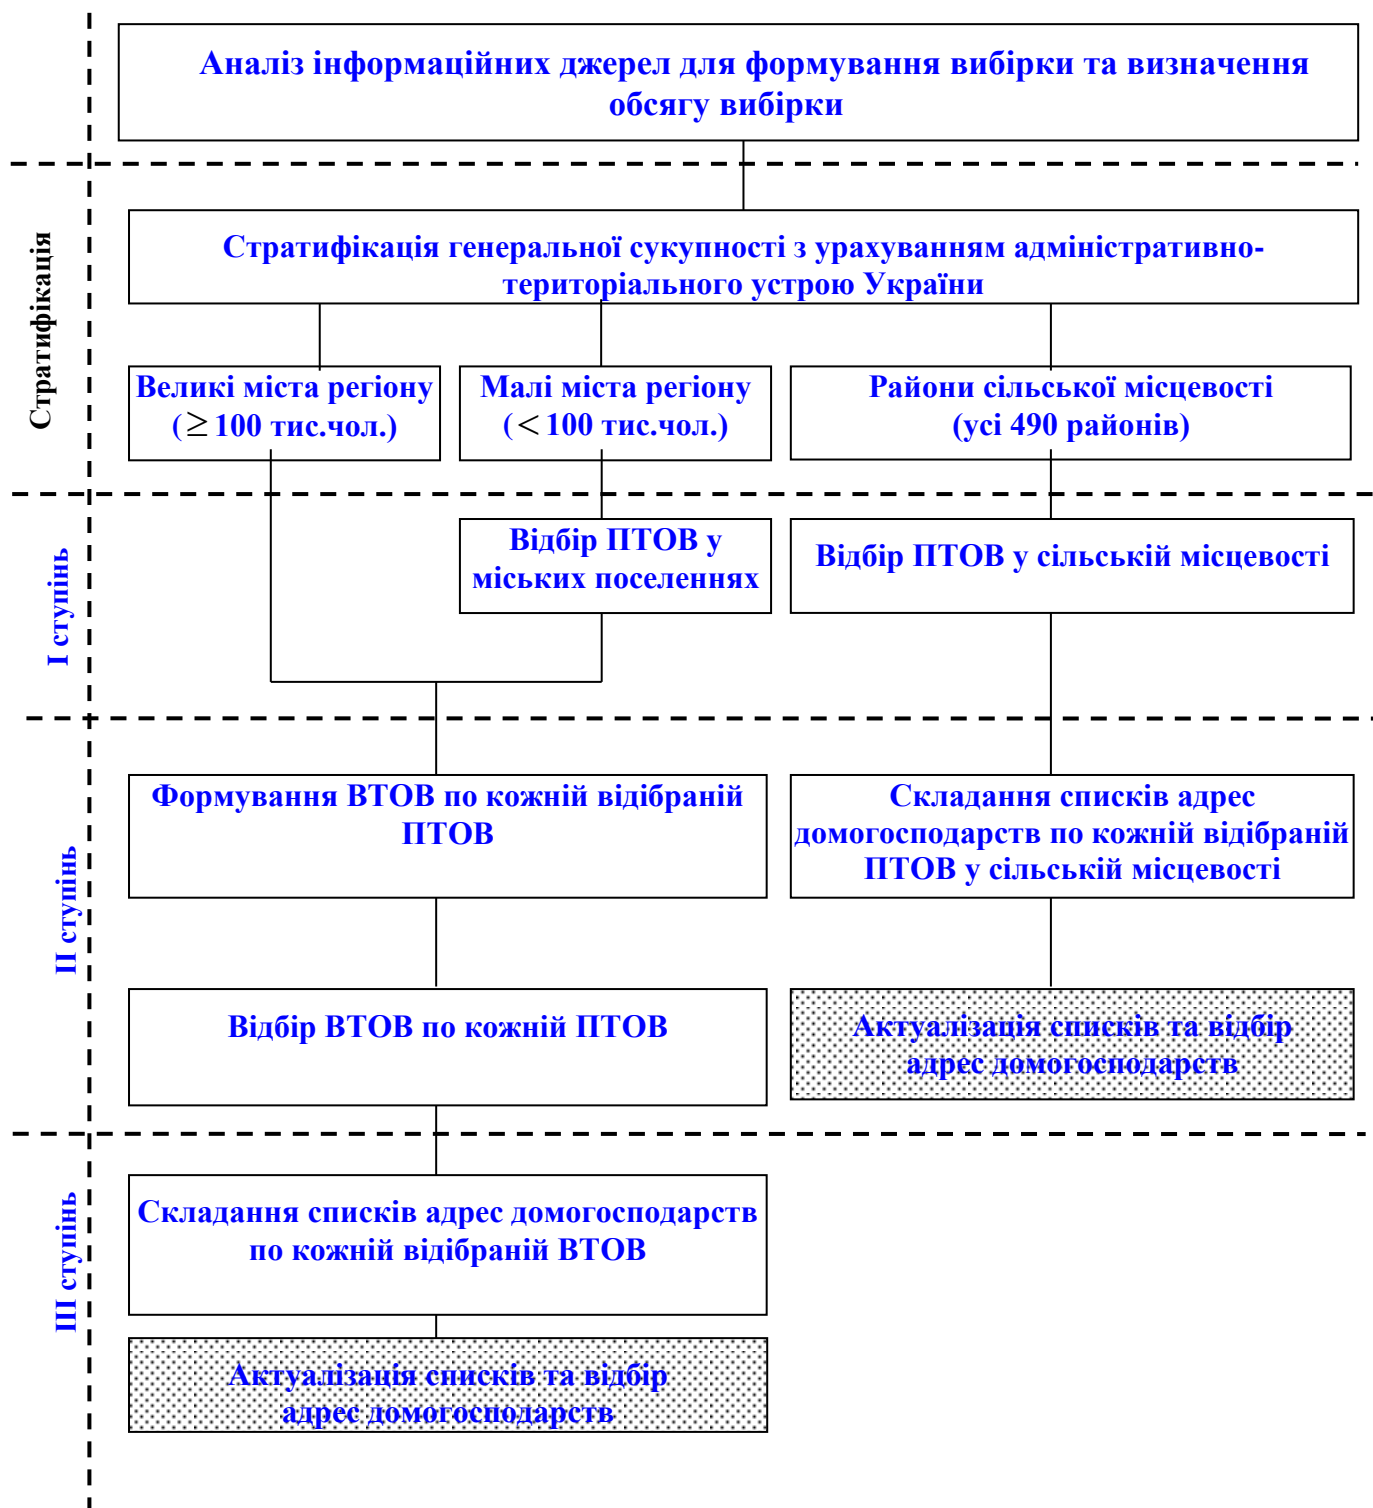 Аналіз інформаційних джерел для формування вибірки та визначення
обсягу вибірки
Стратифікація
Стратифікація генеральної сукупності з урахуванням адміністративно-
територіального устрою України
Великі міста регіону
(≥100 тис.чол.)
Малі міста регіону
(<100 тис.чол.)
Райони сільської місцевості
(усі 490 районів)
I ступінь
Відбір ПТОВ у
міських поселеннях
Відбір ПТОВ у сільській місцевості
II ступінь
Формування ВТОВ по кожній відібраній
ПТОВ
Складання списків адрес
домогосподарств по кожній відібраній
ПТОВ у сільській місцевості
Відбір ВТОВ по кожній ПТОВ
Актуалізація списків та відбір
адрес домогосподарств
III ступінь
Складання списків адрес домогосподарств
по кожній відібраній ВТОВ
Актуалізація списків та відбір
адрес домогосподарств